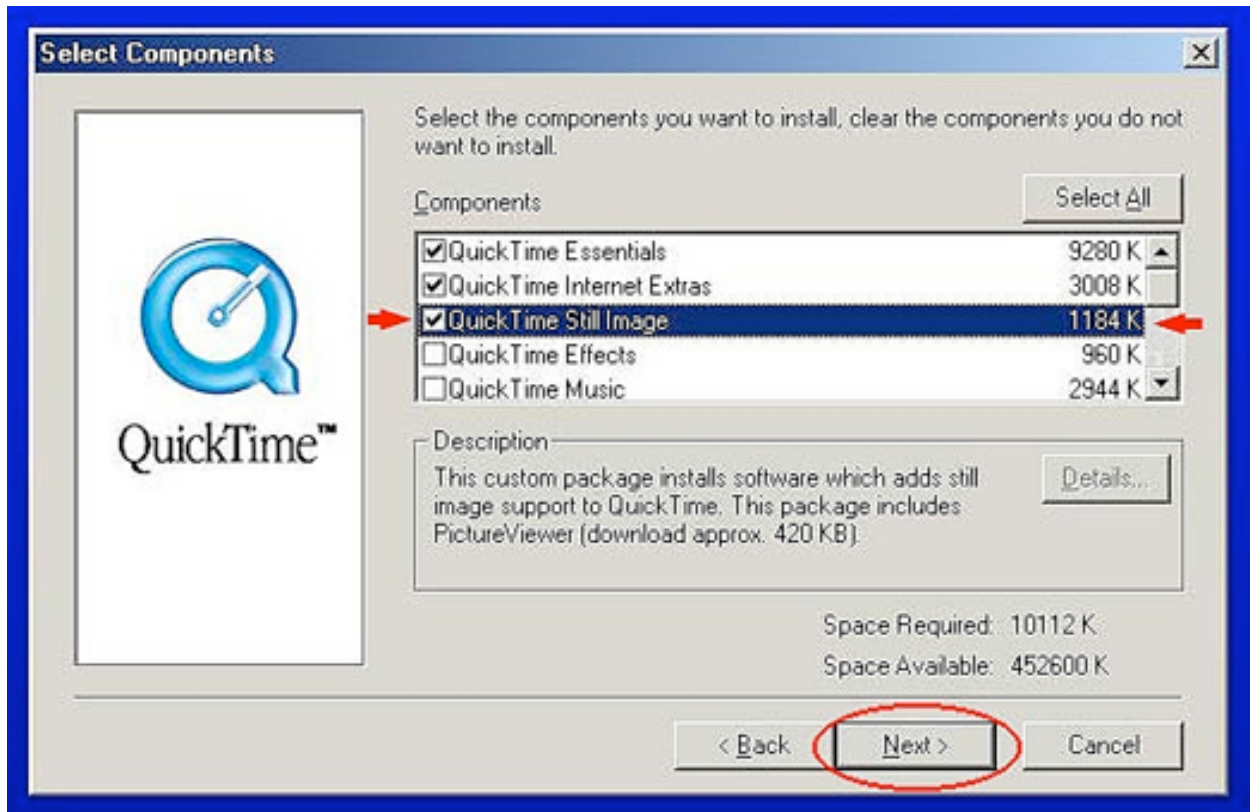 Select Components
Select the components you want to install, clear the components you do not
want to install.
Components
Select All
QuickTime Essentials 9280 K
QuickTime Internet Extras 3008 K
QuickTime Still Image 1184 K
QuickTime Effects 960 K
QuickTime Music 2944 K
QuickTime™
Description
This custom package installs software which adds still
image support to QuickTime. This package includes
PictureViewer (download approx. 420 KB)
Details...
Space Required: 10112 K
Space Available: 452600 K
< Back
Next >
Cancel